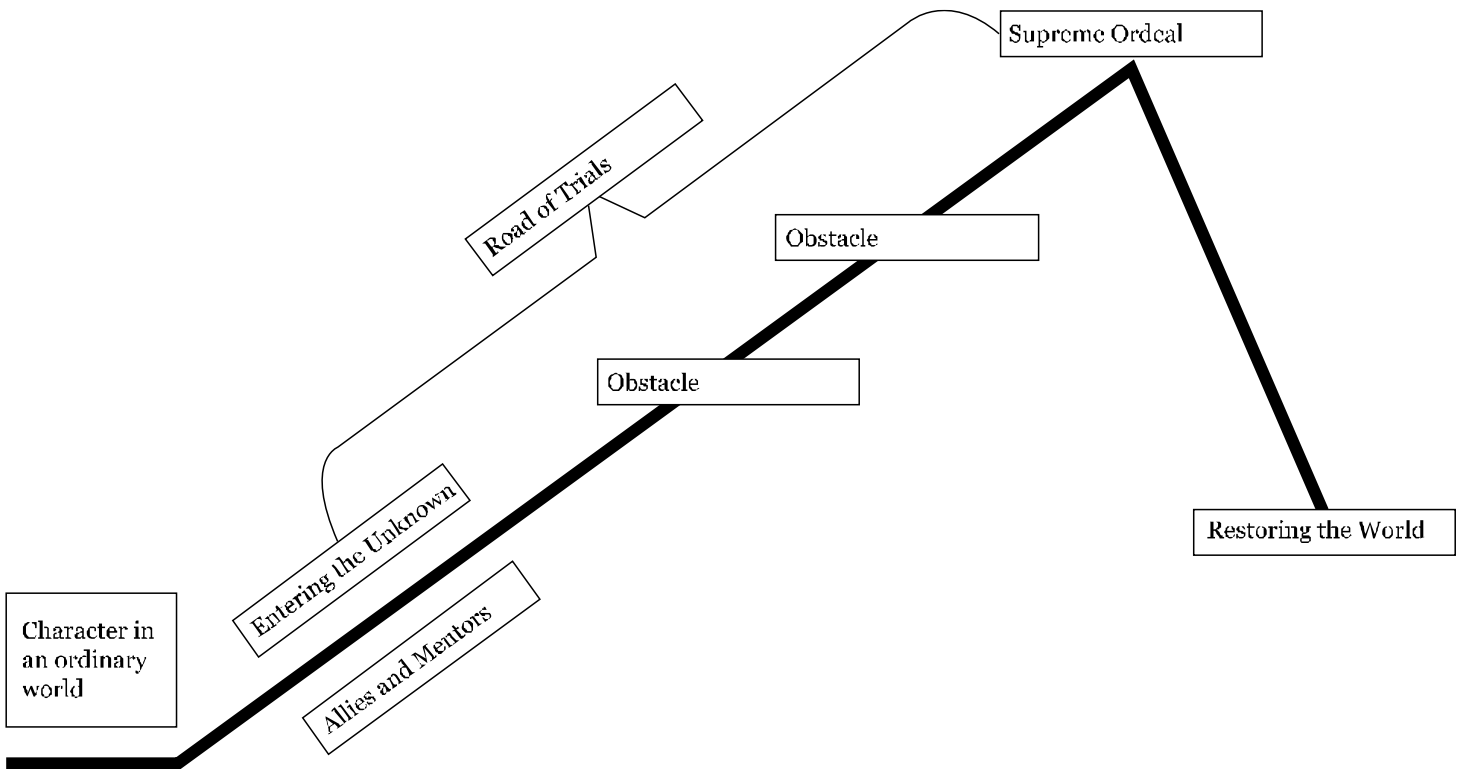 Supreme Ordeal
Road of Trials
Obstacle
Obstacle
Entering the Unknown
Restoring the World
Allies and Mentors
Character in
an ordinary
world